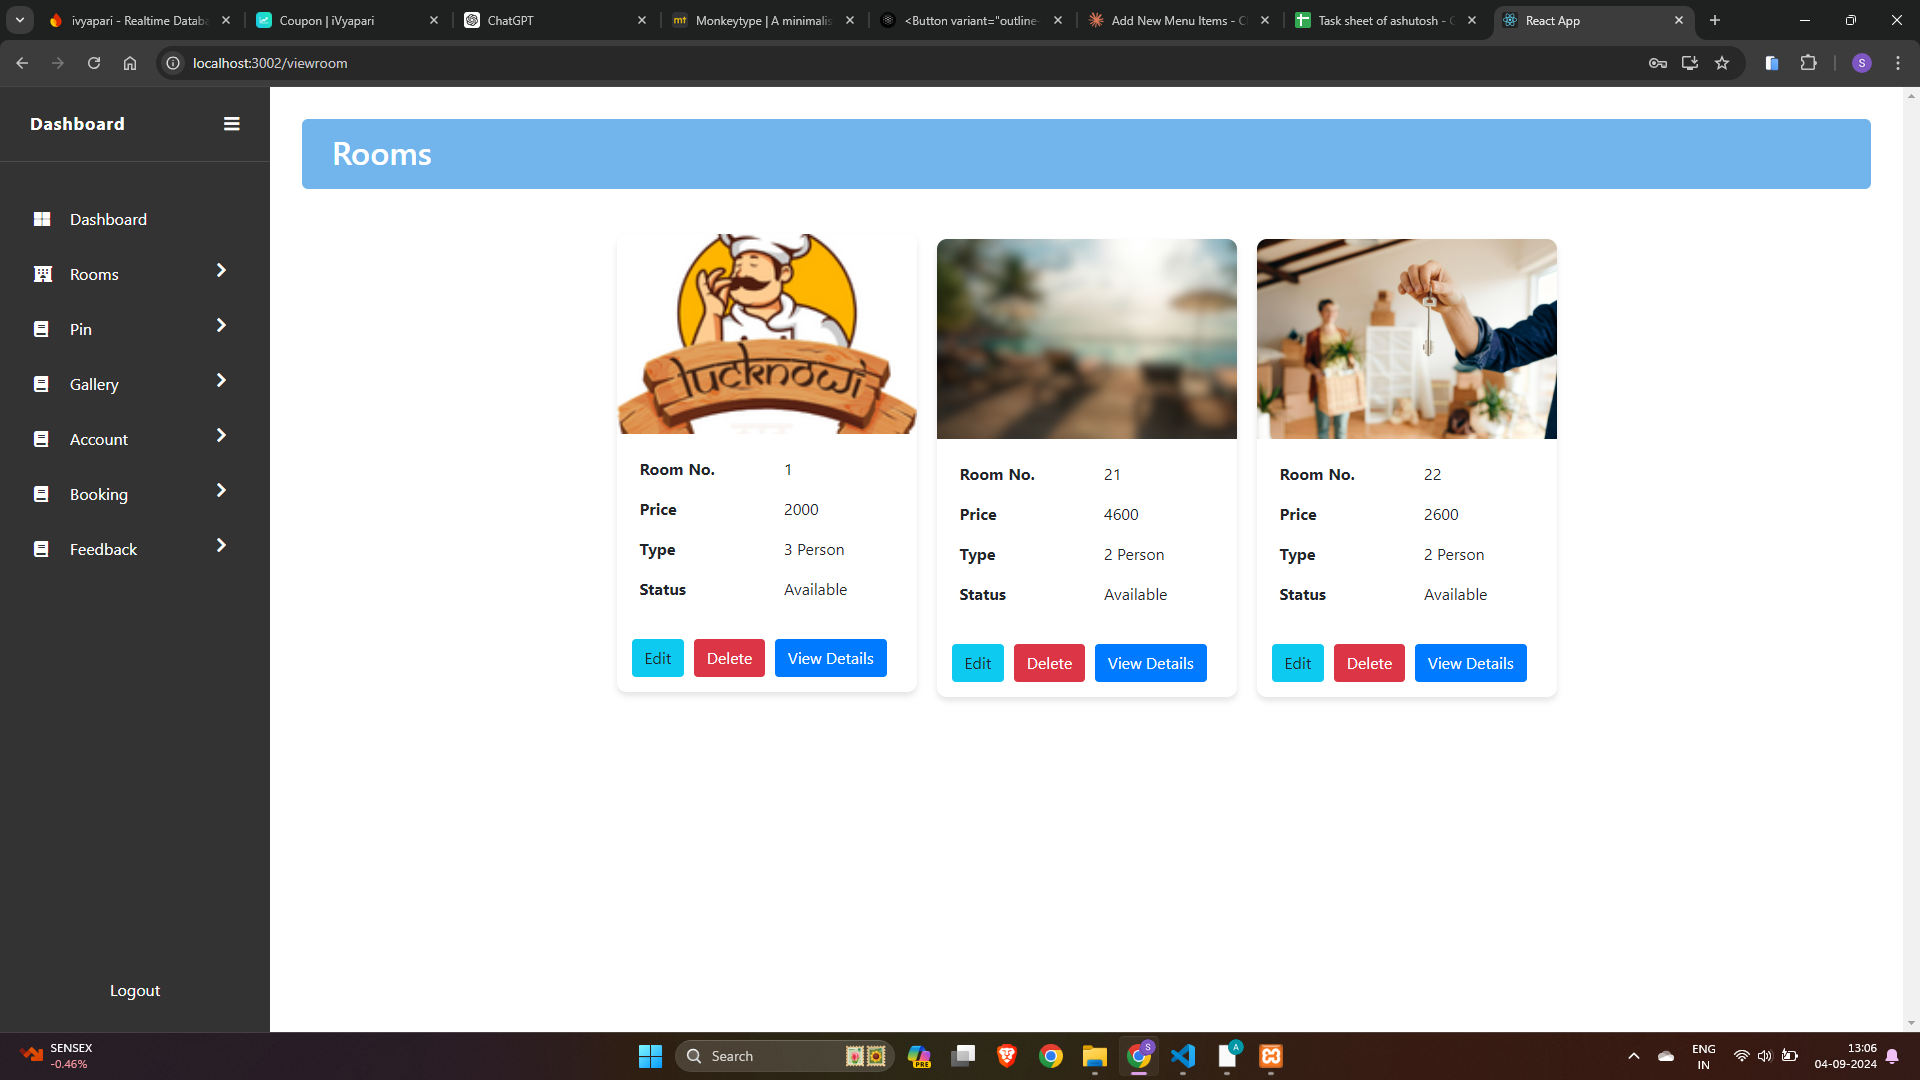 ivyapari - Realtime Databa
Coupon | iVyapari
ChatGPT
Monkeytype | A minimalis
<Button variant="outline-
Add New Menu Items - Cl
Task sheet of ashutosh - G
React App
localhost:3002/viewroom
S
Dashboard
Dashboard
Rooms
Pin
Gallery
Account
Booking
Feedback
Logout
Rooms
lucknowi
Room No. 1
Price 2000
Type 3 Person
Status Available
Edit Delete View Details
Room No. 21
Price 4600
Type 2 Person
Status Available
Edit Delete View Details
Room No. 22
Price 2600
Type 2 Person
Status Available
Edit Delete View Details
SENSEX
-0.46%
Search
PRE
S
A
ENG
IN
13:06
04-09-2024